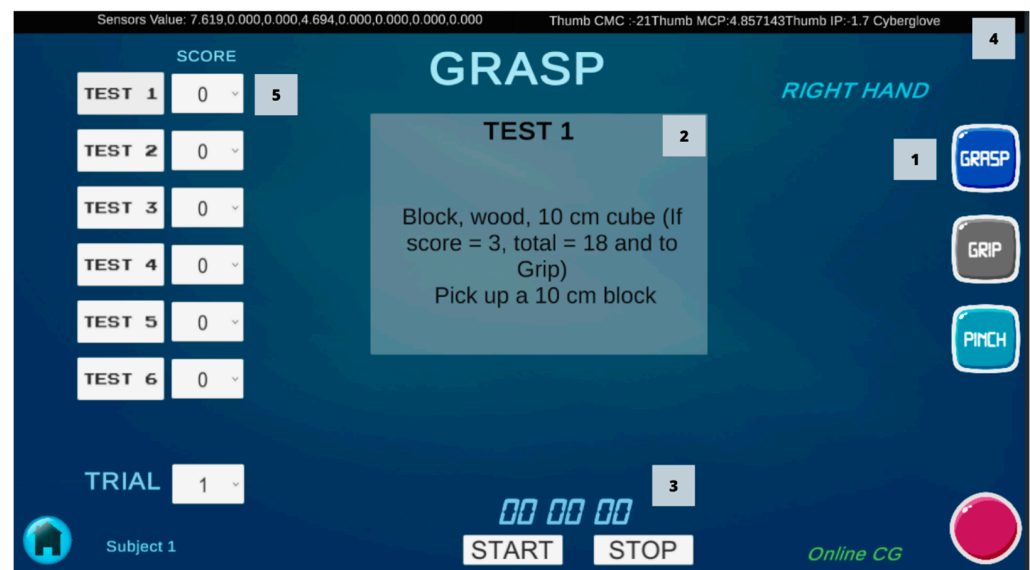 Sensors Value: 7.619,0.000,0.000,4.694,0.000,0.000,0.000,0.000
Thumb CMC :-21Thumb MCP:4.857143Thumb IP:-1.7 Cyberglove
4
SCORE
GRASP
RIGHT HAND
TEST 1
0
5
TEST 1
2
TEST 2
0
1
GRASP
TEST 3
0
Block, wood, 10 cm cube (If
score = 3, total = 18 and to
Grip)
Pick up a 10 cm block
GRIP
TEST 4
0
TEST 5
0
PINCH
TEST 6
0
TRIAL
1
3
00 00 00
START
STOP
Subject 1
Online CG